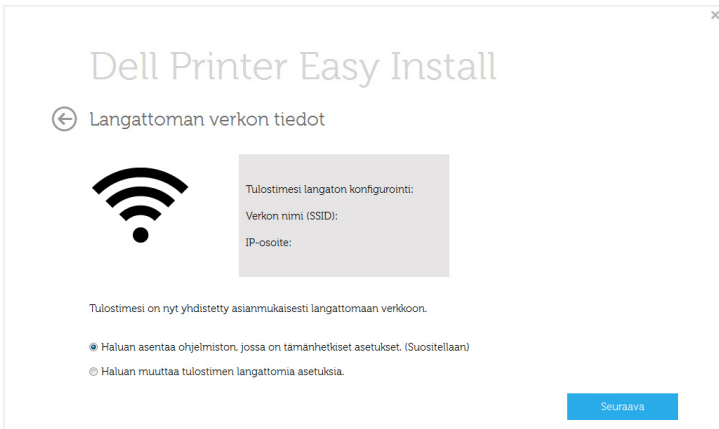 Dell Printer Easy Install
Langattoman verkon tiedot
Tulostimesi langaton konfigurointi:
Verkon nimi (SSID):
IP-osoite:
Tulostimesi on nyt yhdistetty asianmukaisesti langattomaan verkkoon.
Haluan asentaa ohjelmiston, jossa on tämänhetkiset asetukset. (Suositellaan)
Haluan muuttaa tulostimen langattomia asetuksia.
Seuraava